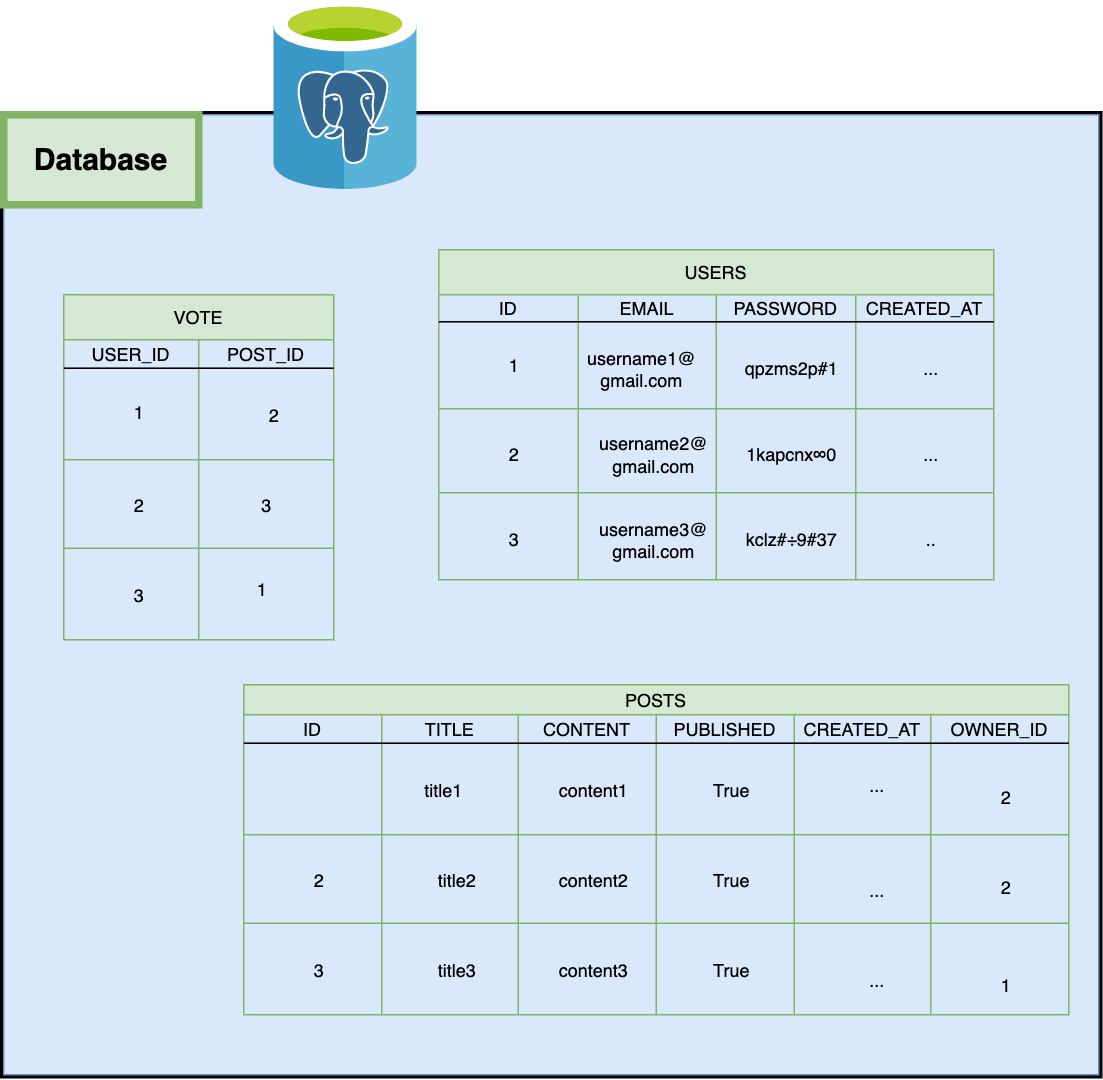 Database
VOTE
USER_ID POST_ID
1 2
2 3
3 1
USERS
ID EMAIL PASSWORD CREATED_AT
1 username1@ qpzms2p#1 ...
gmail.com
2 username2@ 1kapcnx∞0 ...
gmail.com
3 username3@ kclz#÷9#37 ..
gmail.com
POSTS
ID TITLE CONTENT PUBLISHED CREATED_AT OWNER_ID
title1 content1 True ... 2
2 title2 content2 True ... 2
3 title3 content3 True ... 1